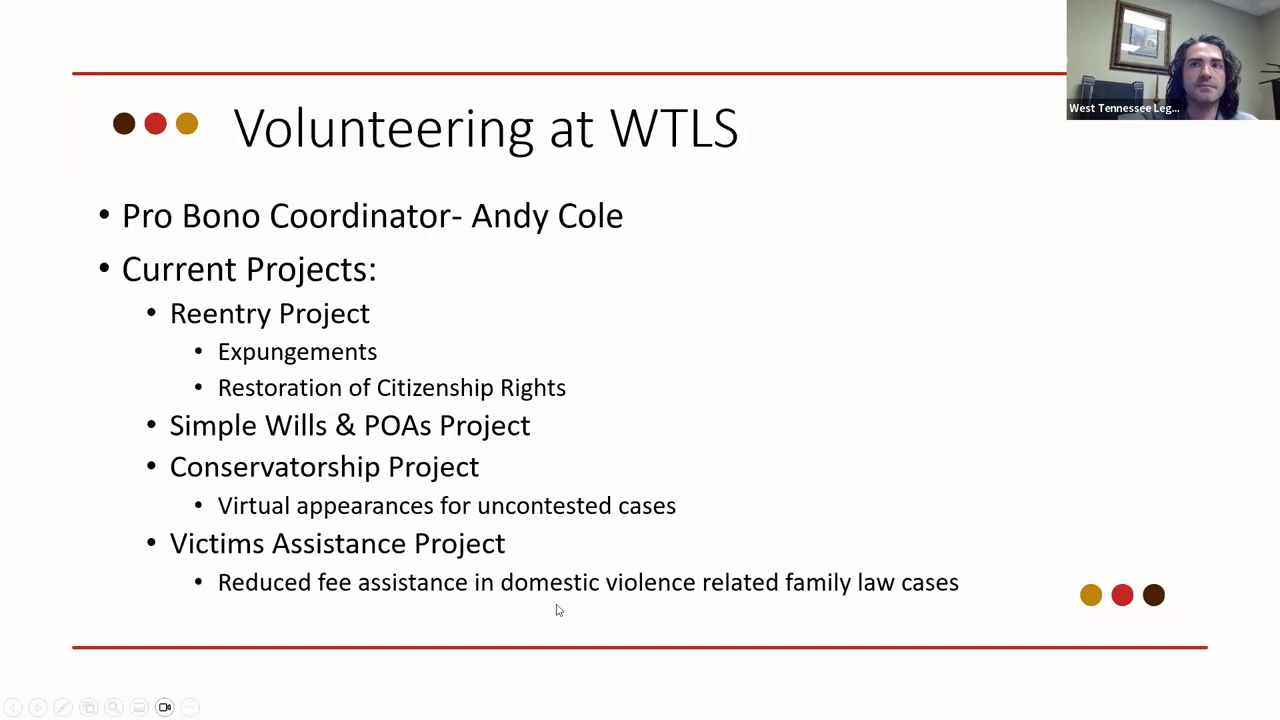 West Tennessee Leg...
Volunteering at WTLS
• Pro Bono Coordinator- Andy Cole
• Current Projects:
• Reentry Project
• Expungements
• Restoration of Citizenship Rights
• Simple Wills & POAs Project
• Conservatorship Project
• Virtual appearances for uncontested cases
• Victims Assistance Project
• Reduced fee assistance in domestic violence related family law cases